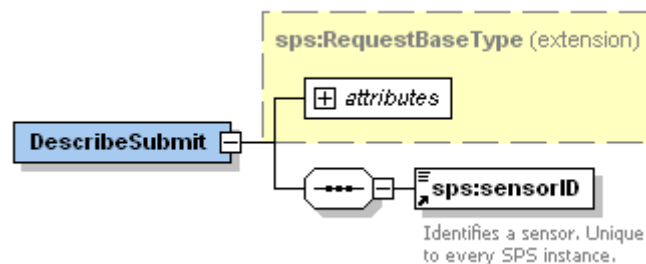 sps:RequestBaseType (extension)
attributes
DescribeSubmit
sps:sensorID
Identifies a sensor. Unique
to every SPS instance.